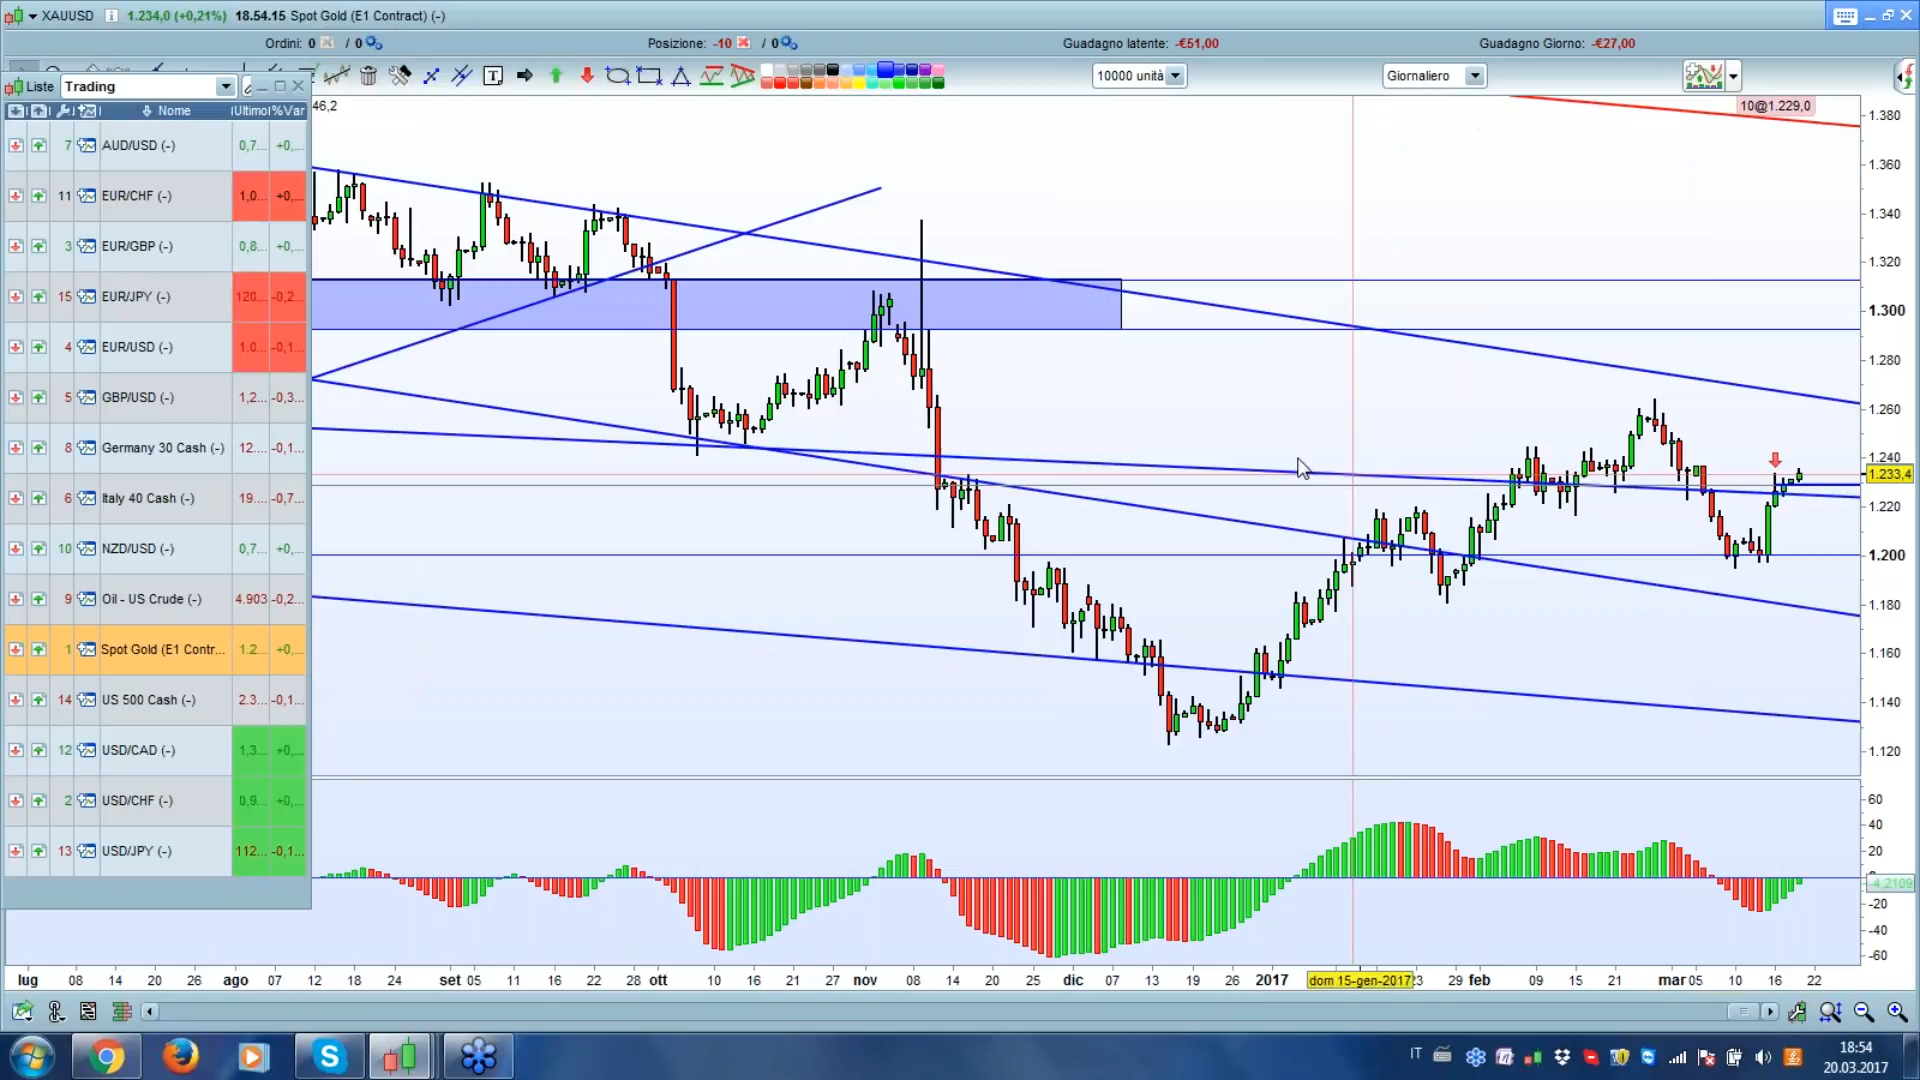 XAUUSD 1.234,0 (+0,21%) 18.54.15 Spot Gold (E1 Contract) (-)
Ordini: 0 / 0 Posizione: -10 / 0 Guadagno latente: -€51,00 Guadagno Giorno: -€27,00
10000 unità Giornaliero
Liste Trading
Nome Ultimo %Var
46,2
10@1.229,0
7 AUD/USD (-) 0,7... +0,...
11 EUR/CHF (-) 1,0... +0,...
3 EUR/GBP (-) 0,8... +0,...
15 EUR/JPY (-) 120... -0,2...
4 EUR/USD (-) 1,0... -0,1...
5 GBP/USD (-) 1,2... -0,3...
8 Germany 30 Cash (-) 12.... -0,1...
6 Italy 40 Cash (-) 19.... -0,7...
10 NZD/USD (-) 0,7... +0,...
9 Oil - US Crude (-) 4.903 -0,2...
1 Spot Gold (E1 Contr... 1.2... +0,...
14 US 500 Cash (-) 2.3... -0,1...
12 USD/CAD (-) 1,3... +0,...
2 USD/CHF (-) 0,9... +0,...
13 USD/JPY (-) 112... -0,1...
1.380
1.360
1.340
1.320
1.300
1.280
1.260
1.240
1.233,4
1.220
1.200
1.180
1.160
1.140
1.120
60
40
20
-4.2109
-20
-40
-60
lug 08 14 20 26 ago 07 12 18 24 set 05 11 16 22 28 ott 10 16 21 27 nov 08 14 20 25 dic 07 13 19 26 2017 dom 15-gen-2017 23 29 feb 09 15 21 mar 05 10 16 22
IT 18:54
20.03.2017